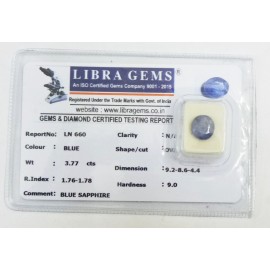 LIBRA GEMS
An ISO Certified Gems Company 9001 - 2015
Registered Under the Trade Marks with Govt. of India
website : www.libragems.co.in
GEMS & DIAMOND CERTIFIED TESTING REPORT
ReportNo: LN 660 Clarity N/A
Colour BLUE Shape/cut
Wt 3.77 cts Dimension 9.2-8.6-4.4
R.Index 1.76-1.78 Hardness 9.0
Comment BLUE SAPPHIRE